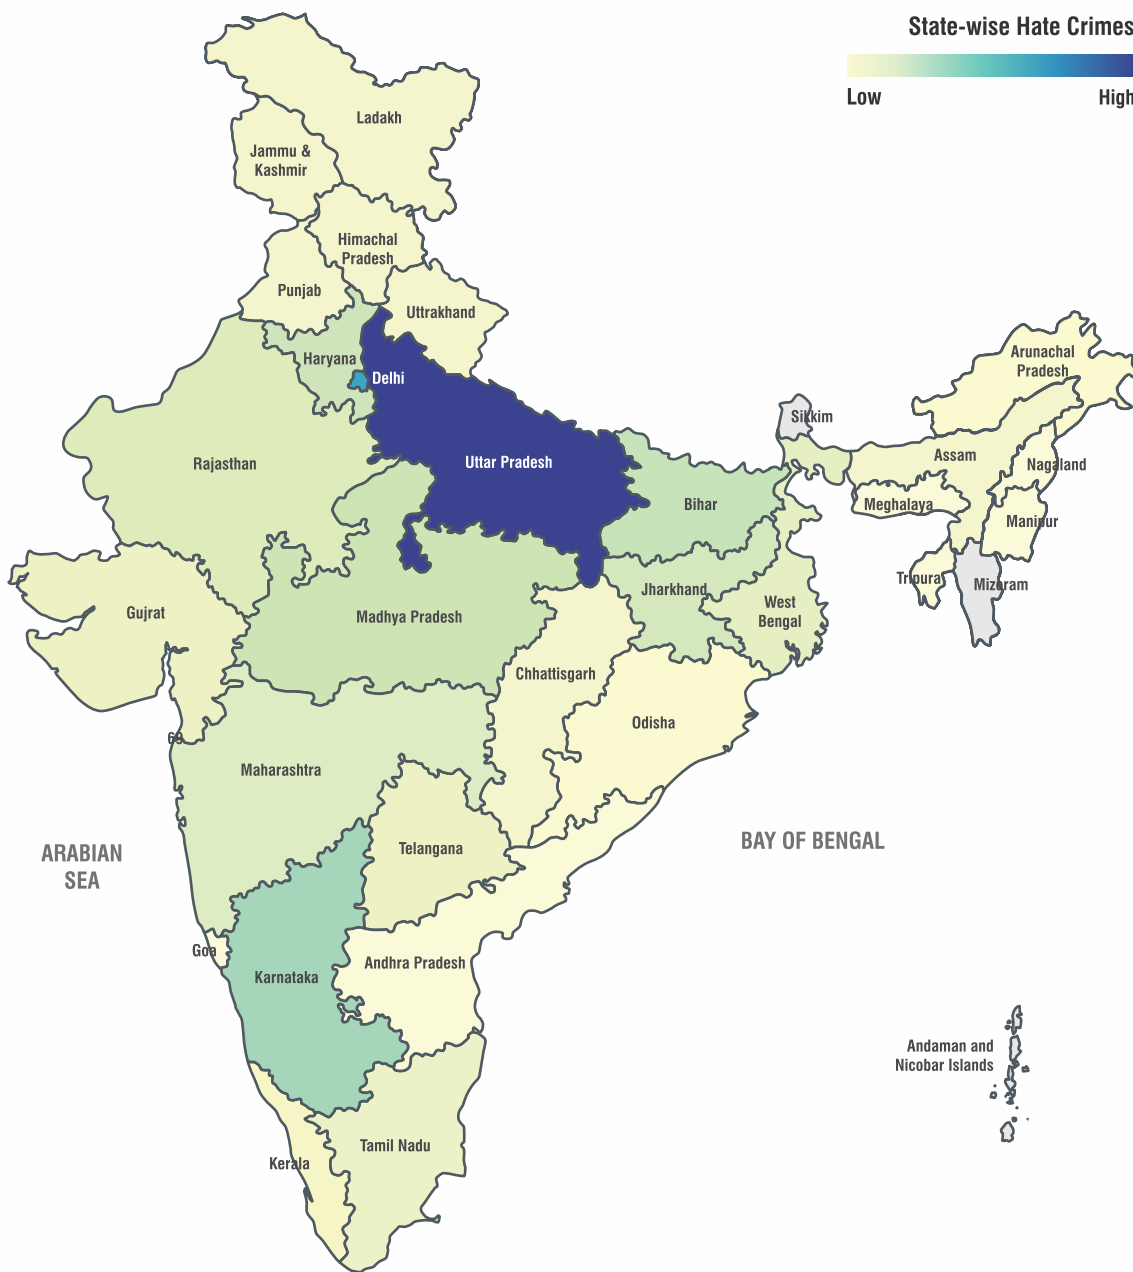 State-wise Hate Crimes
Low
High
Ladakh
Jammu &
Kashmir
Himachal
Pradesh
Punjab
Uttrakhand
Haryana
Delhi
Arunachal
Pradesh
Sikkim
Rajasthan
Uttar Pradesh
Assam
Nagaland
Bihar
Meghalaya
Manipur
Tripura
Mizoram
Jharkhand
Gujrat
Madhya Pradesh
West
Bengal
Chhattisgarh
Odisha
69
Maharashtra
Telangana
ARABIAN
SEA
BAY OF BENGAL
Goa
Karnataka
Andhra Pradesh
Andaman and
Nicobar Islands
Tamil Nadu
Kerala